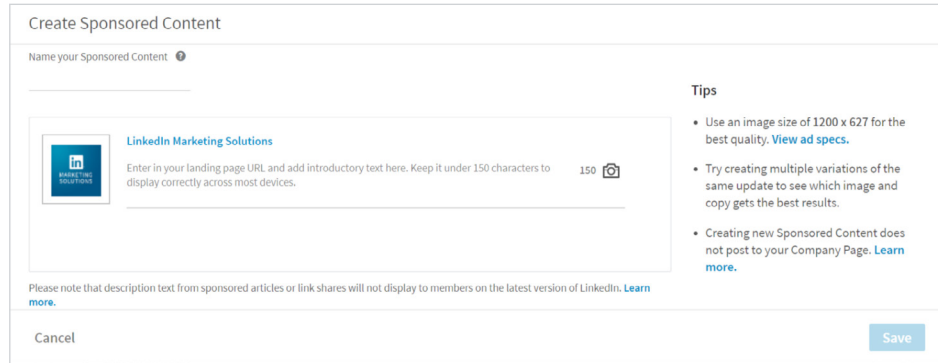 Create Sponsored Content
Name your Sponsored Content ?
Tips
• Use an image size of 1200 x 627 for the
best quality. View ad specs.
• Try creating multiple variations of the
same update to see which image and
copy gets the best results.
• Creating new Sponsored Content does
not post to your Company Page. Learn
more.
in
MARKETING
SOLUTIONS
LinkedIn Marketing Solutions
Enter in your landing page URL and add introductory text here. Keep it under 150 characters to
display correctly across most devices.
150
Please note that description text from sponsored articles or link shares will not display to members on the latest version of LinkedIn. Learn
more.
Cancel
Save